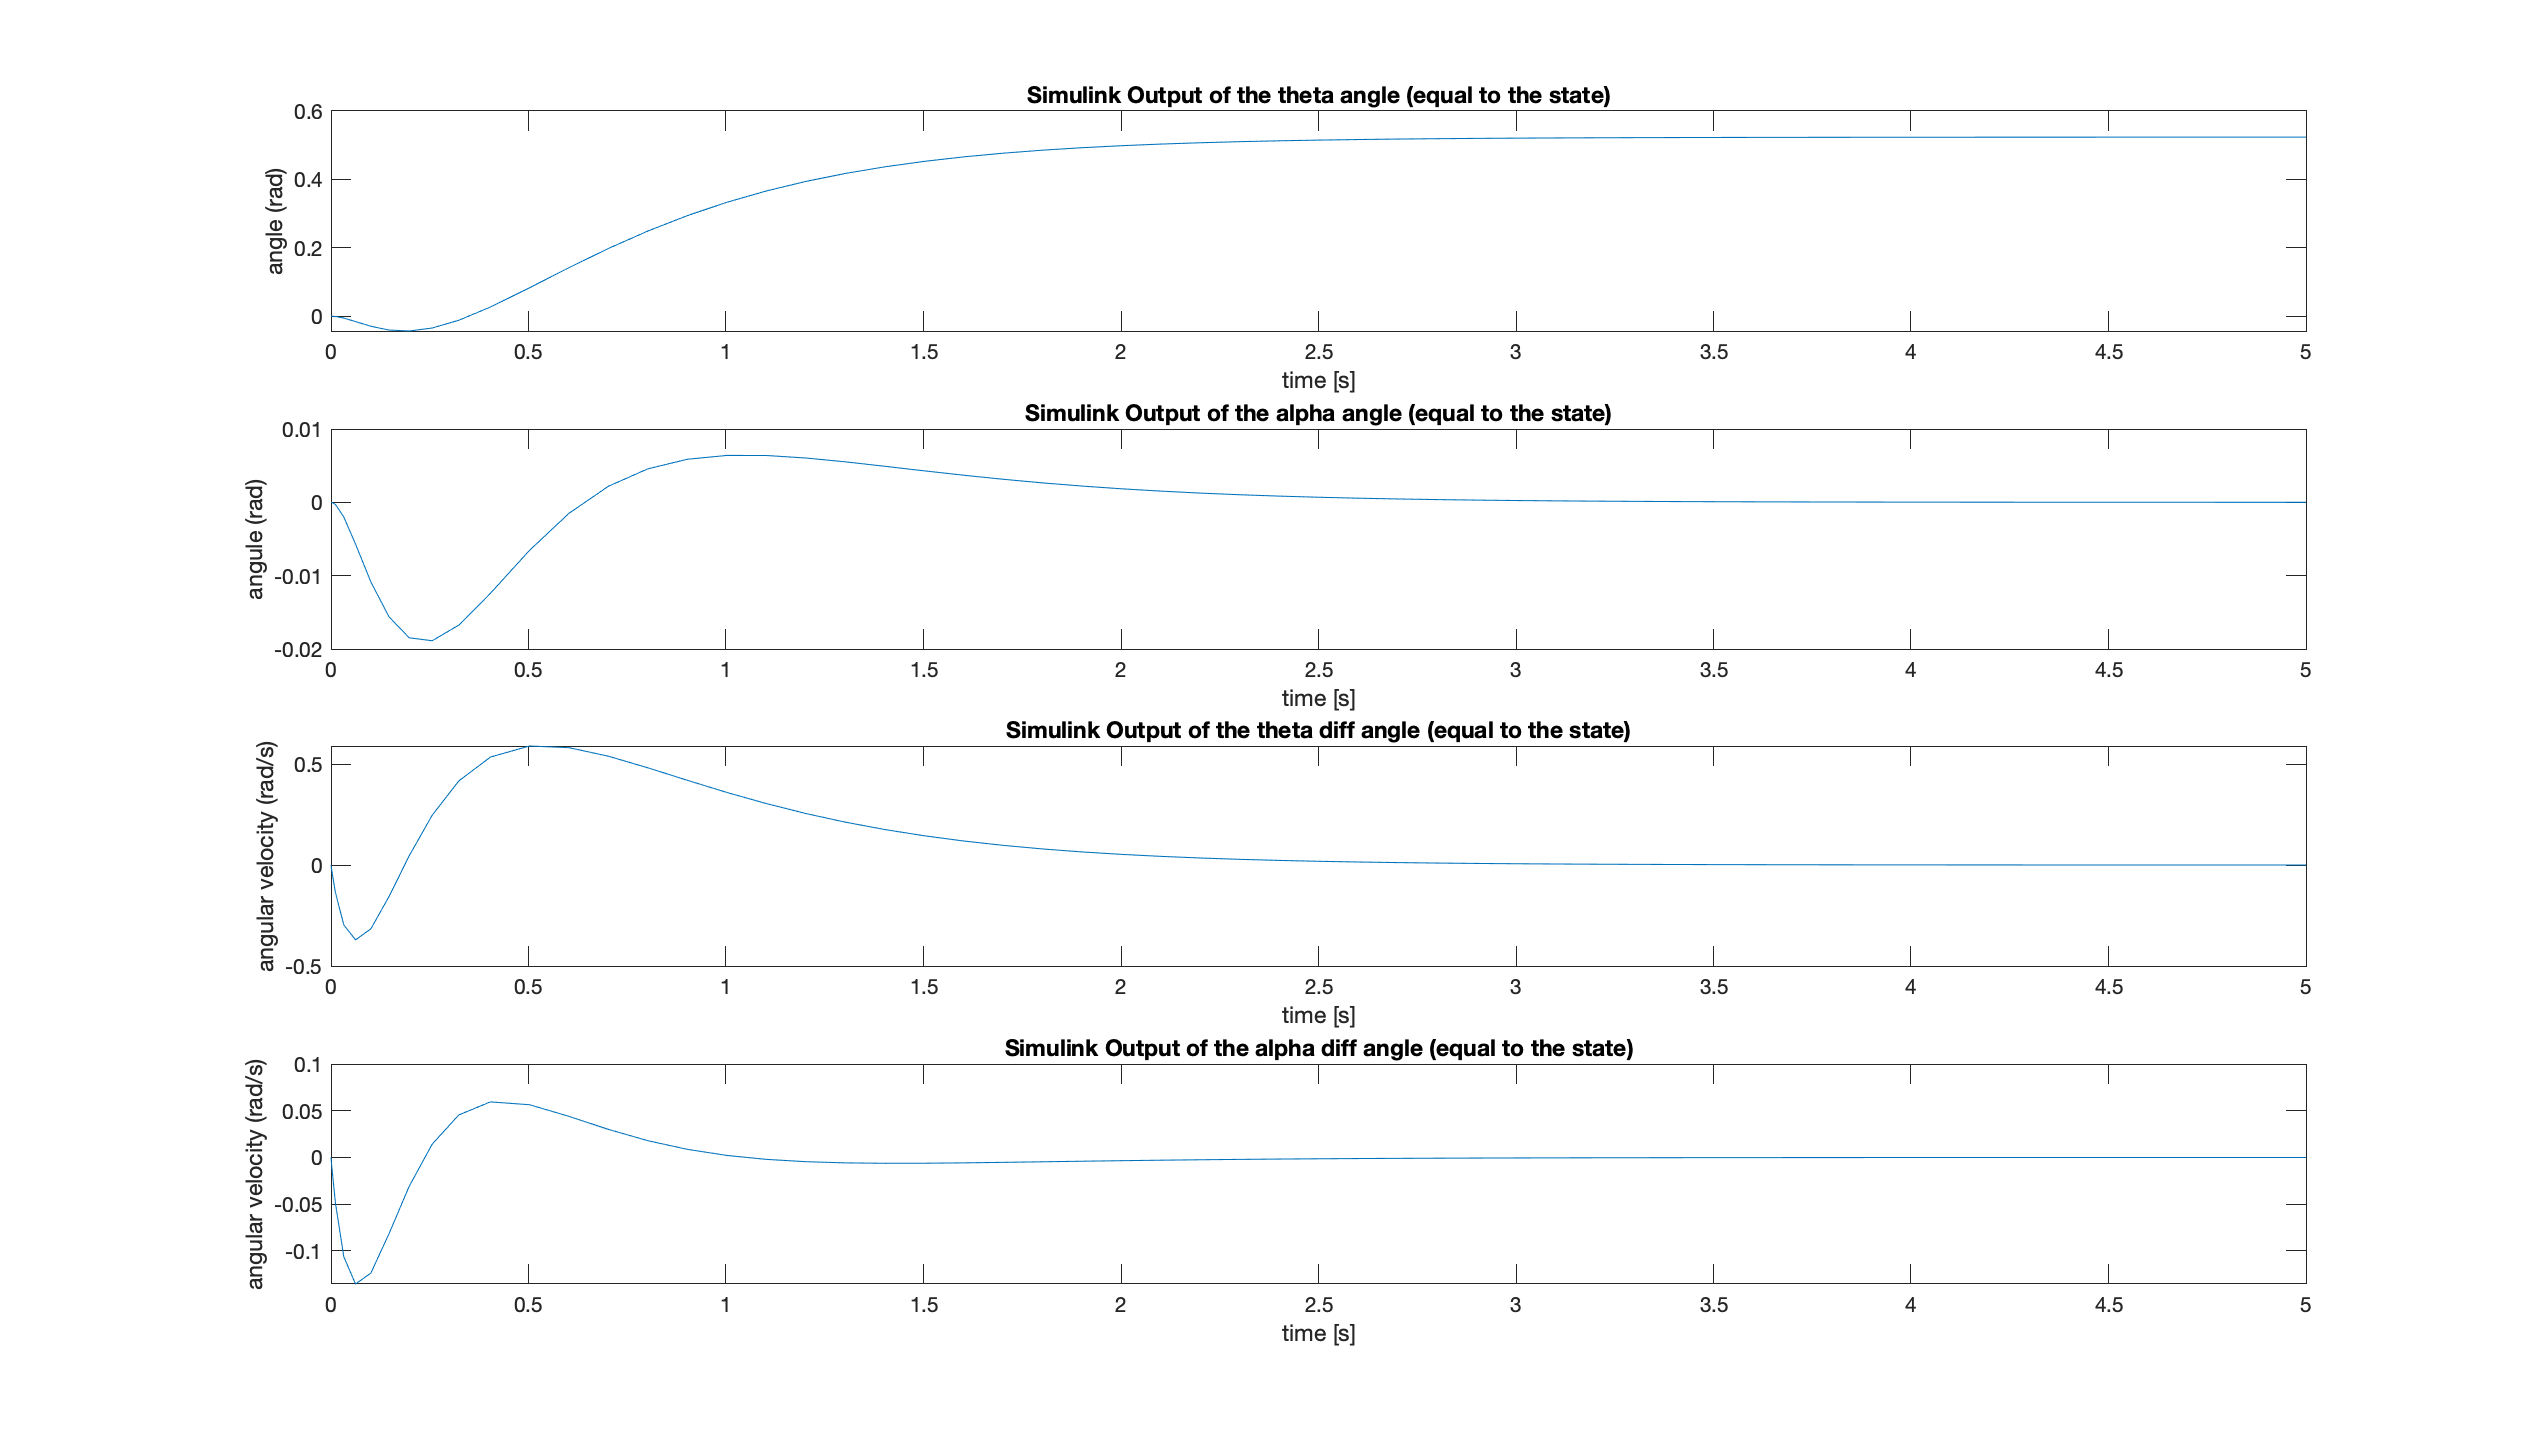 Simulink Output of the theta angle (equal to the state)
0.6
0.4
0.2
0
angle (rad)
0 0.5 1 1.5 2 2.5 3 3.5 4 4.5 5
time [s]
Simulink Output of the alpha angle (equal to the state)
0.01
0
-0.01
-0.02
angule (rad)
0 0.5 1 1.5 2 2.5 3 3.5 4 4.5 5
time [s]
Simulink Output of the theta diff angle (equal to the state)
0.5
0
-0.5
angular velocity (rad/s)
0 0.5 1 1.5 2 2.5 3 3.5 4 4.5 5
time [s]
Simulink Output of the alpha diff angle (equal to the state)
0.1
0.05
0
-0.05
-0.1
angular velocity (rad/s)
0 0.5 1 1.5 2 2.5 3 3.5 4 4.5 5
time [s]